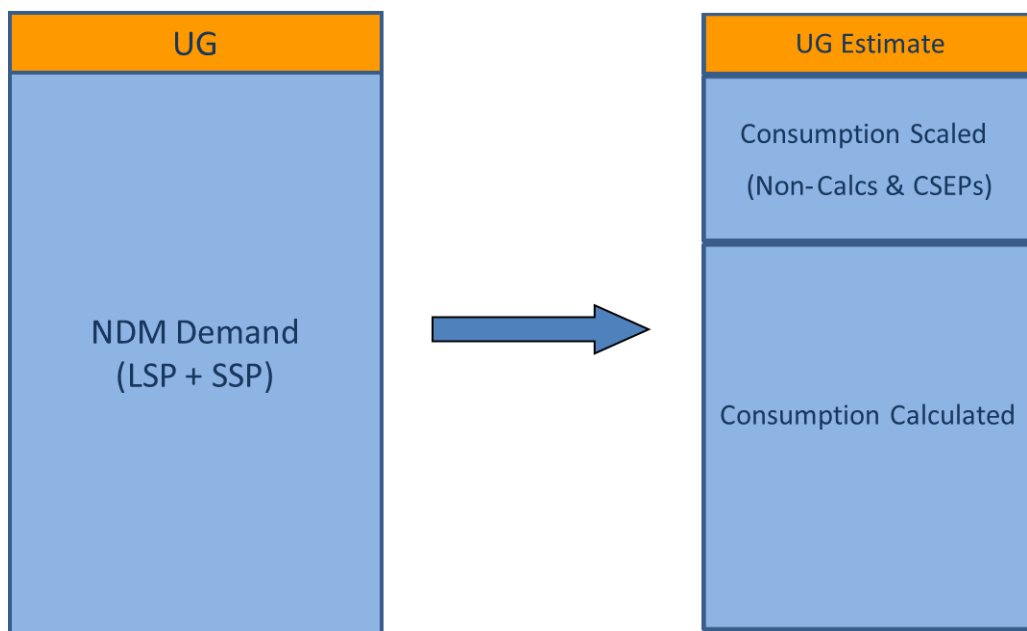 UG
NDM Demand
(LSP + SSP)
UG Estimate
Consumption Scaled
(Non-Calcs & CSEPs)
Consumption Calculated